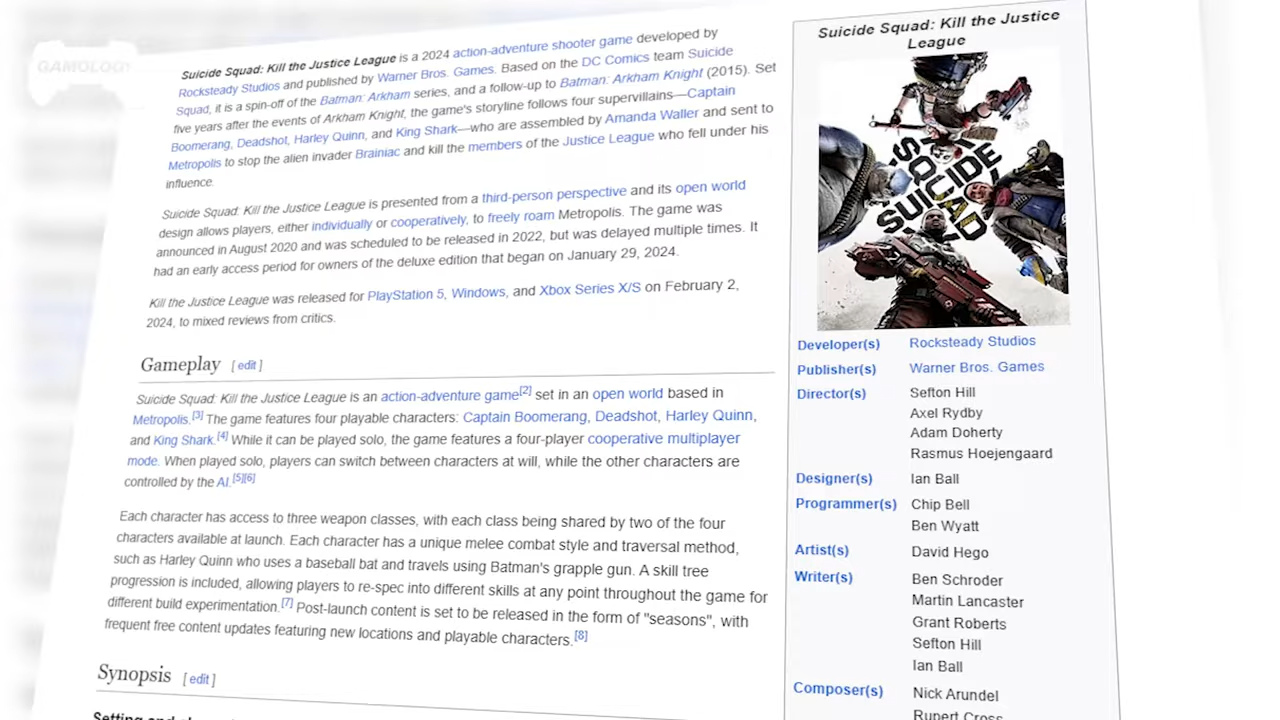 GAMOLOGY
Suicide Squad: Kill the Justice League is a 2024 action-adventure shooter game developed by
Rocksteady Studios and published by Warner Bros. Games. Based on the DC Comics team Suicide
Squad, it is a spin-off of the Batman: Arkham series, and a follow-up to Batman: Arkham Knight (2015). Set
five years after the events of Arkham Knight, the game's storyline follows four supervillains—Captain
Boomerang, Deadshot, Harley Quinn, and King Shark—who are assembled by Amanda Waller and sent to
Metropolis to stop the alien invader Brainiac and kill the members of the Justice League who fell under his
influence.
Suicide Squad: Kill the Justice League is presented from a third-person perspective and its open world
design allows players, either individually or cooperatively, to freely roam Metropolis. The game was
announced in August 2020 and was scheduled to be released in 2022, but was delayed multiple times. It
had an early access period for owners of the deluxe edition that began on January 29, 2024.
Kill the Justice League was released for PlayStation 5, Windows, and Xbox Series X/S on February 2,
2024, to mixed reviews from critics.
Gameplay [ edit ]
Suicide Squad: Kill the Justice League is an action-adventure game[2] set in an open world based in
Metropolis.[3] The game features four playable characters: Captain Boomerang, Deadshot, Harley Quinn,
and King Shark.[4] While it can be played solo, the game features a four-player cooperative multiplayer
mode. When played solo, players can switch between characters at will, while the other characters are
controlled by the AI.[5][6]
Each character has access to three weapon classes, with each class being shared by two of the four
characters available at launch. Each character has a unique melee combat style and traversal method,
such as Harley Quinn who uses a baseball bat and travels using Batman's grapple gun. A skill tree
progression is included, allowing players to re-spec into different skills at any point throughout the game for
different build experimentation.[7] Post-launch content is set to be released in the form of "seasons", with
frequent free content updates featuring new locations and playable characters.[8]
Synopsis [ edit ]
Setting and
Suicide Squad: Kill the Justice
League
SUICIDE
Developer(s) Rocksteady Studios
Publisher(s) Warner Bros. Games
Director(s) Sefton Hill
Axel Rydby
Adam Doherty
Rasmus Hoejengaard
Designer(s) Ian Ball
Programmer(s) Chip Bell
Ben Wyatt
Artist(s) David Hego
Writer(s) Ben Schroder
Martin Lancaster
Grant Roberts
Sefton Hill
Ian Ball
Composer(s) Nick Arundel
Rupert Cross